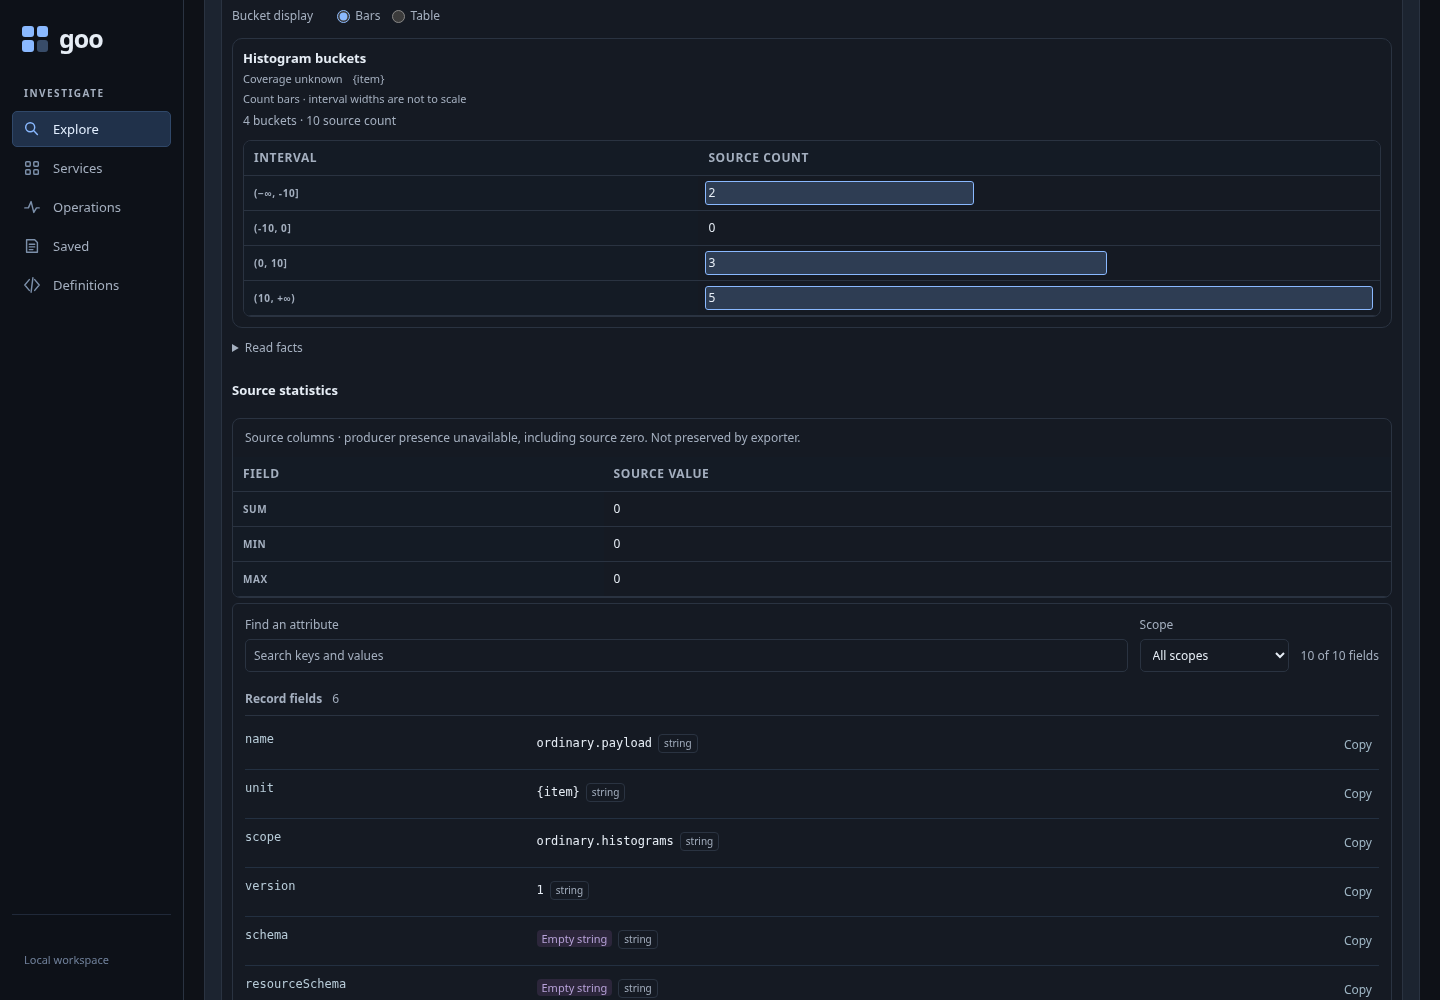 goo
INVESTIGATE
Explore
Services
Operations
Saved
Definitions
Local workspace
Bucket display Bars Table
Histogram buckets
Coverage unknown {item}
Count bars · interval widths are not to scale
4 buckets · 10 source count
INTERVAL SOURCE COUNT
(−∞, -10] 2
(-10, 0] 0
(0, 10] 3
(10, +∞) 5
Read facts
Source statistics
Source columns · producer presence unavailable, including source zero. Not preserved by exporter.
FIELD SOURCE VALUE
SUM 0
MIN 0
MAX 0
Find an attribute Scope
Search keys and values All scopes 10 of 10 fields
Record fields 6
name ordinary.payload string Copy
unit {item} string Copy
scope ordinary.histograms string Copy
version 1 string Copy
schema Empty string string Copy
resourceSchema Empty string string Copy